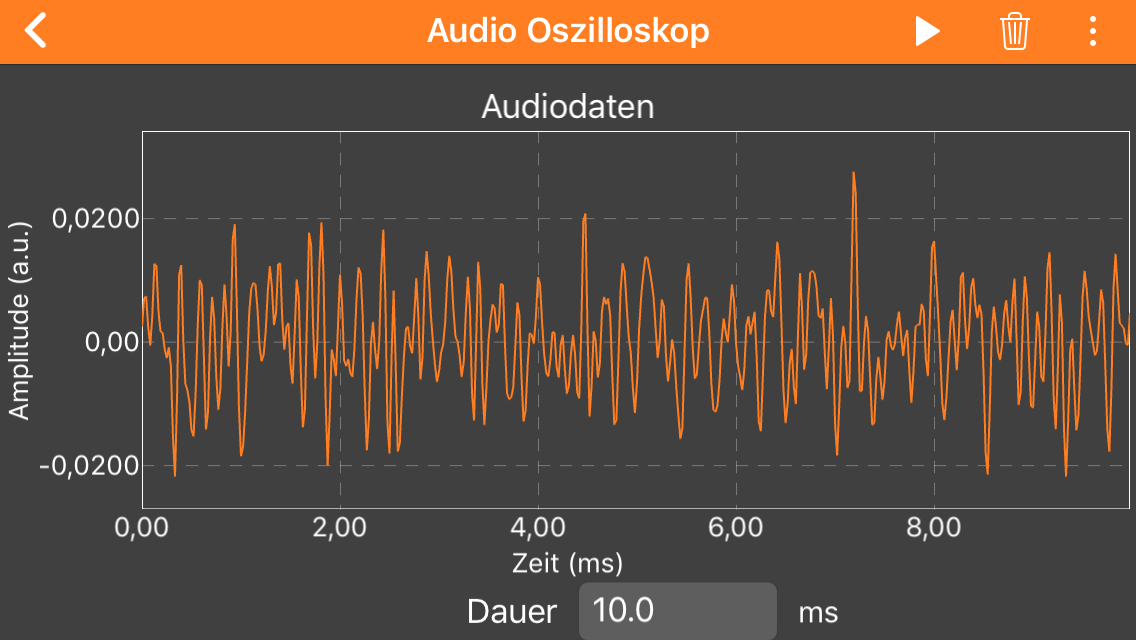 Audio Oszilloskop
Audiodaten
Amplitude (a.u.)
0,0200
0,00
-0,0200
0,00 2,00 4,00 6,00 8,00
Zeit (ms)
Dauer 10.0 ms